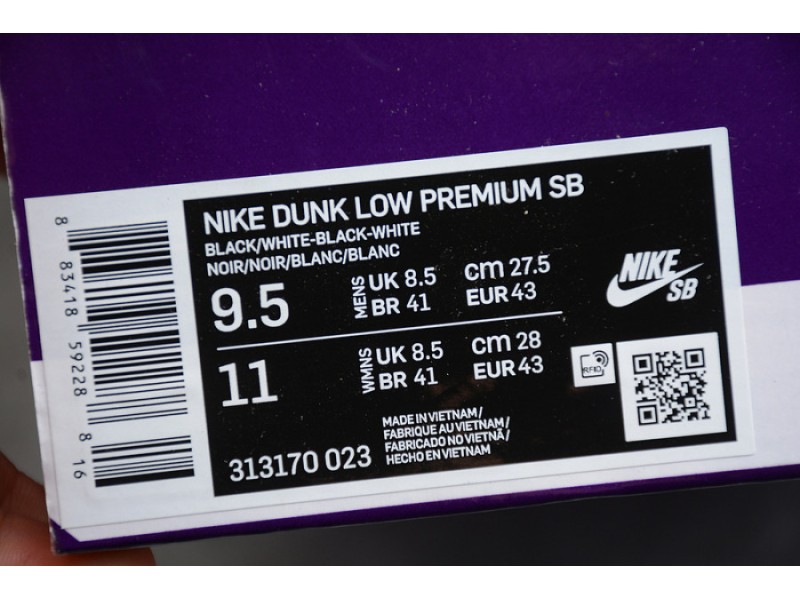 NIKE DUNK LOW PREMIUM SB
BLACK/WHITE-BLACK-WHITE
NOIR/NOIR/BLANC/BLANC
9.5
MENS
UK 8.5
cm 27.5
BR 41
EUR 43
11
WMNS
UK 8.5
cm 28
BR 41
EUR 43
313170 023
MADE IN VIETNAM/
FABRIQUE AU VIETNAM/
FABRICADO NO VIETNÃ/
HECHO EN VIETNAM
NIKE
SB
RFID
8 83418 59228 8 16